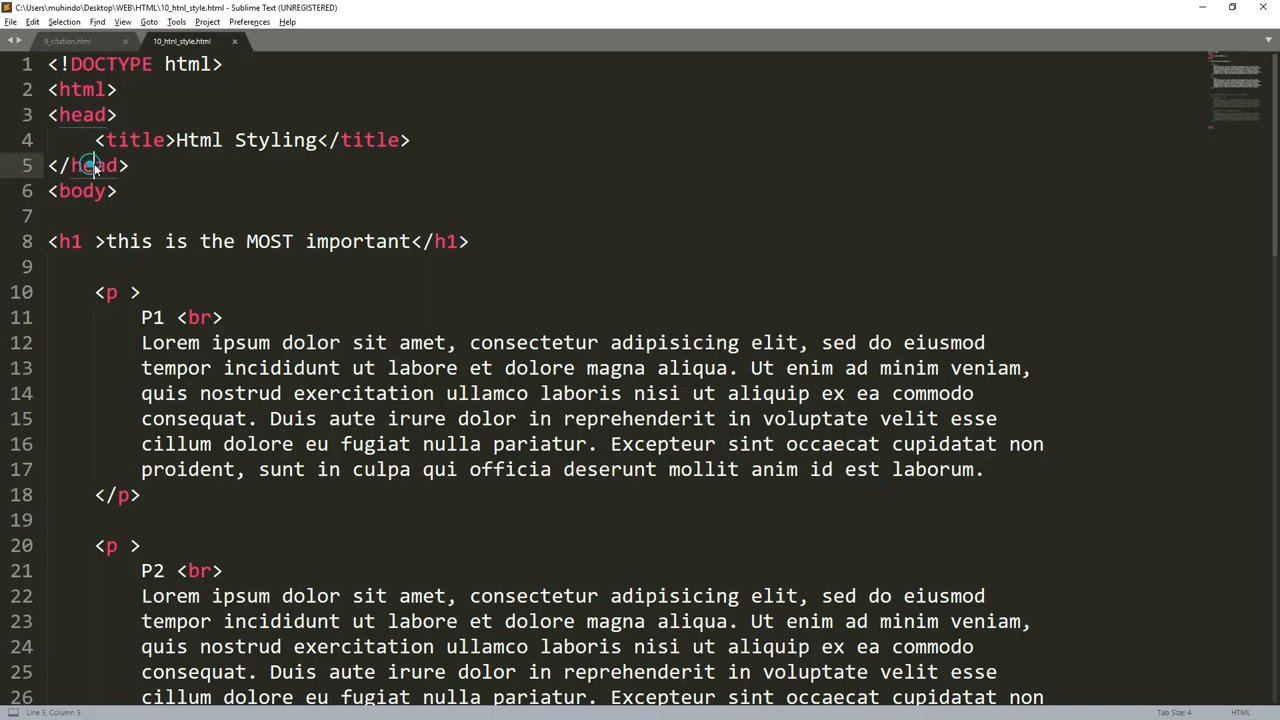 C:\Users\muhindo\Desktop\WEB\HTML\10_html_style.html - Sublime Text (UNREGISTERED)
File Edit Selection Find View Goto Tools Project Preferences Help
9_citation.html × 10_html_style.html ×
1 <!DOCTYPE html>
2 <html>
3 <head>
4 <title>Html Styling</title>
5 </head>
6 <body>
7
8 <h1 >this is the MOST important</h1>
9
10 <p >
11 P1 <br>
12 Lorem ipsum dolor sit amet, consectetur adipisicing elit, sed do eiusmod
13 tempor incididunt ut labore et dolore magna aliqua. Ut enim ad minim veniam,
14 quis nostrud exercitation ullamco laboris nisi ut aliquip ex ea commodo
15 consequat. Duis aute irure dolor in reprehenderit in voluptate velit esse
16 cillum dolore eu fugiat nulla pariatur. Excepteur sint occaecat cupidatat non
17 proident, sunt in culpa qui officia deserunt mollit anim id est laborum.
18 </p>
19
20 <p >
21 P2 <br>
22 Lorem ipsum dolor sit amet, consectetur adipisicing elit, sed do eiusmod
23 tempor incididunt ut labore et dolore magna aliqua. Ut enim ad minim veniam,
24 quis nostrud exercitation ullamco laboris nisi ut aliquip ex ea commodo
25 consequat. Duis aute irure dolor in reprehenderit in voluptate velit esse
26 cillum dolore eu fugiat nulla pariatur. Excepteur sint occaecat cupidatat non
Line 5, Column 5 Tab Size: 4 HTML